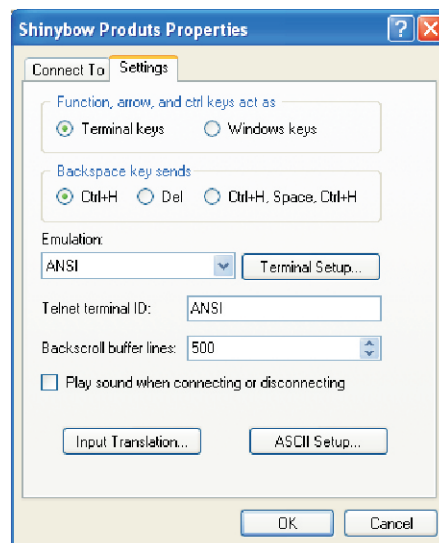 Shinybow Produts Properties
Connect To Settings
Function, arrow, and ctrl keys act as
Terminal keys Windows keys
Backspace key sends
Ctrl+H Del Ctrl+H, Space, Ctrl+H
Emulation:
ANSI Terminal Setup...
Telnet terminal ID: ANSI
Backscroll buffer lines: 500
Play sound when connecting or disconnecting
Input Translation... ASCII Setup...
OK Cancel